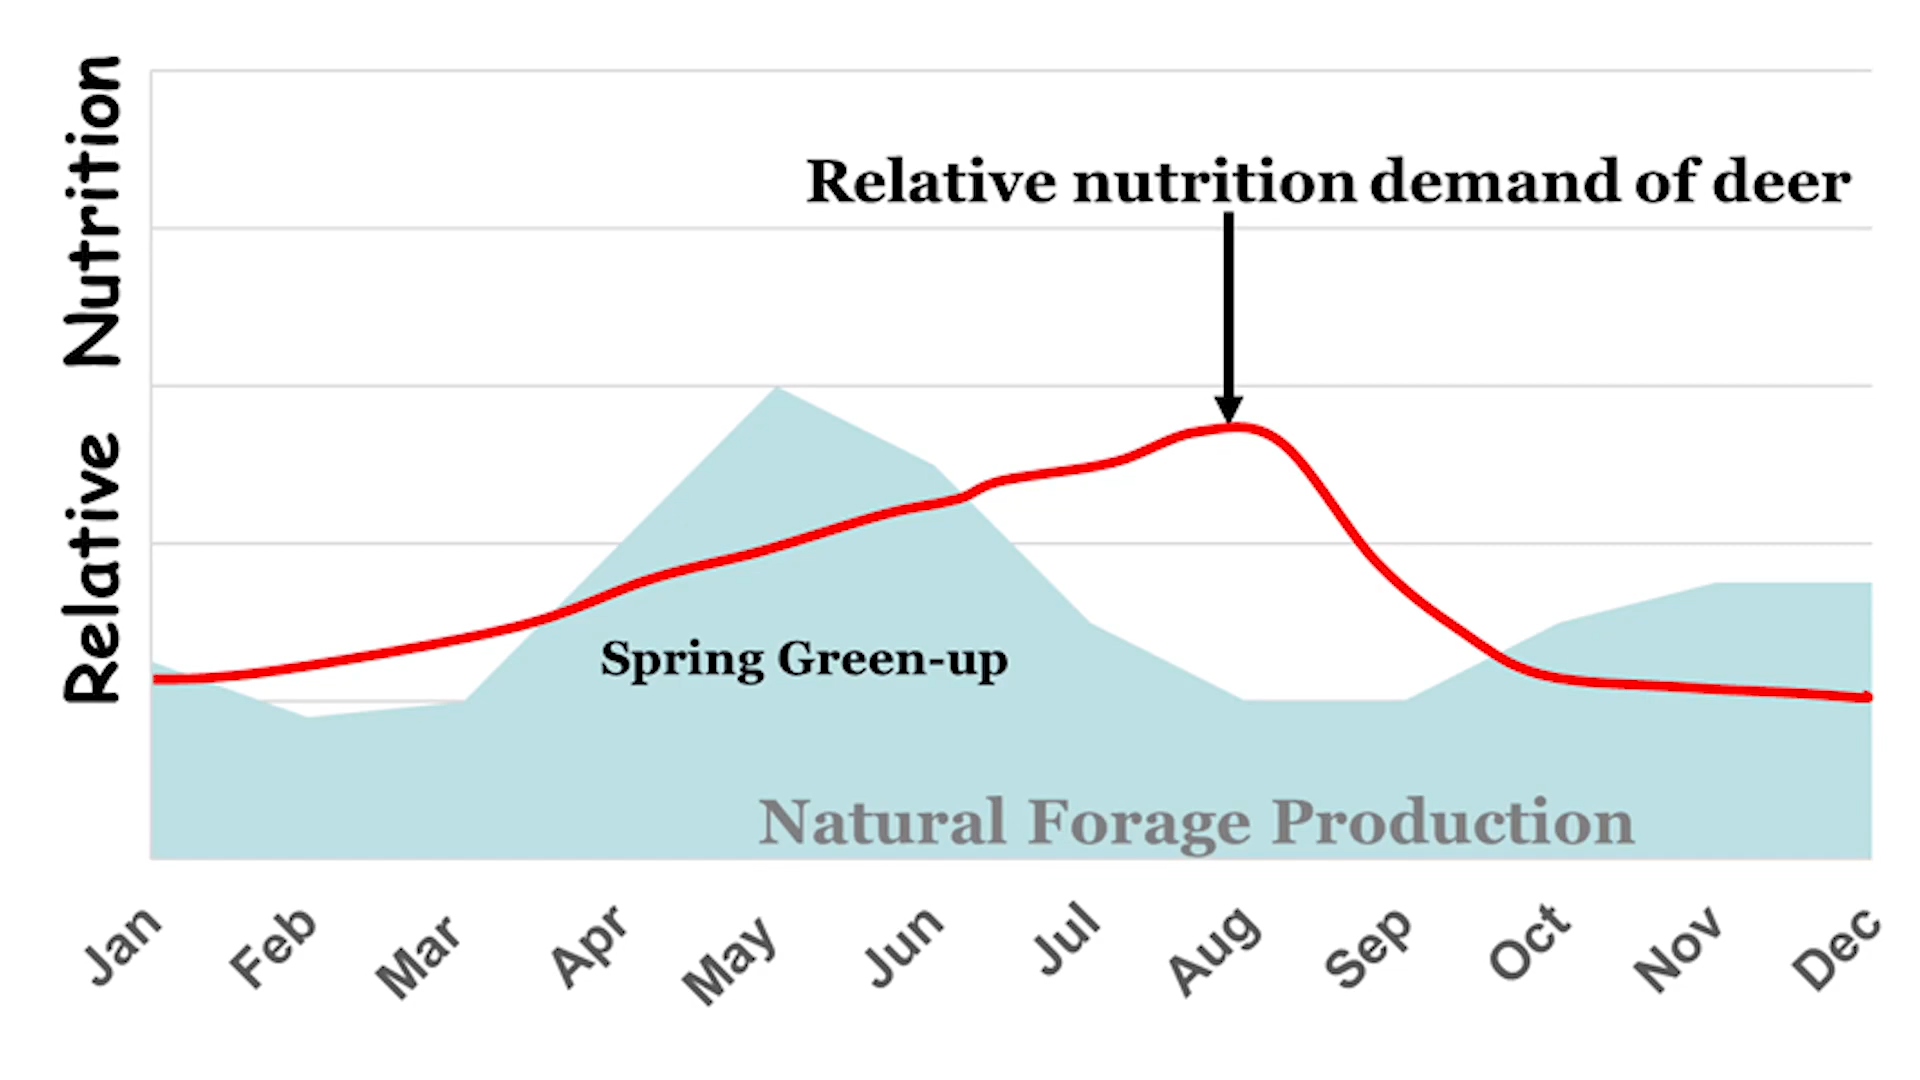 Relative Nutrition
Relative nutrition demand of deer
Spring Green-up
Natural Forage Production
Jan Feb Mar Apr May Jun Jul Aug Sep Oct Nov Dec